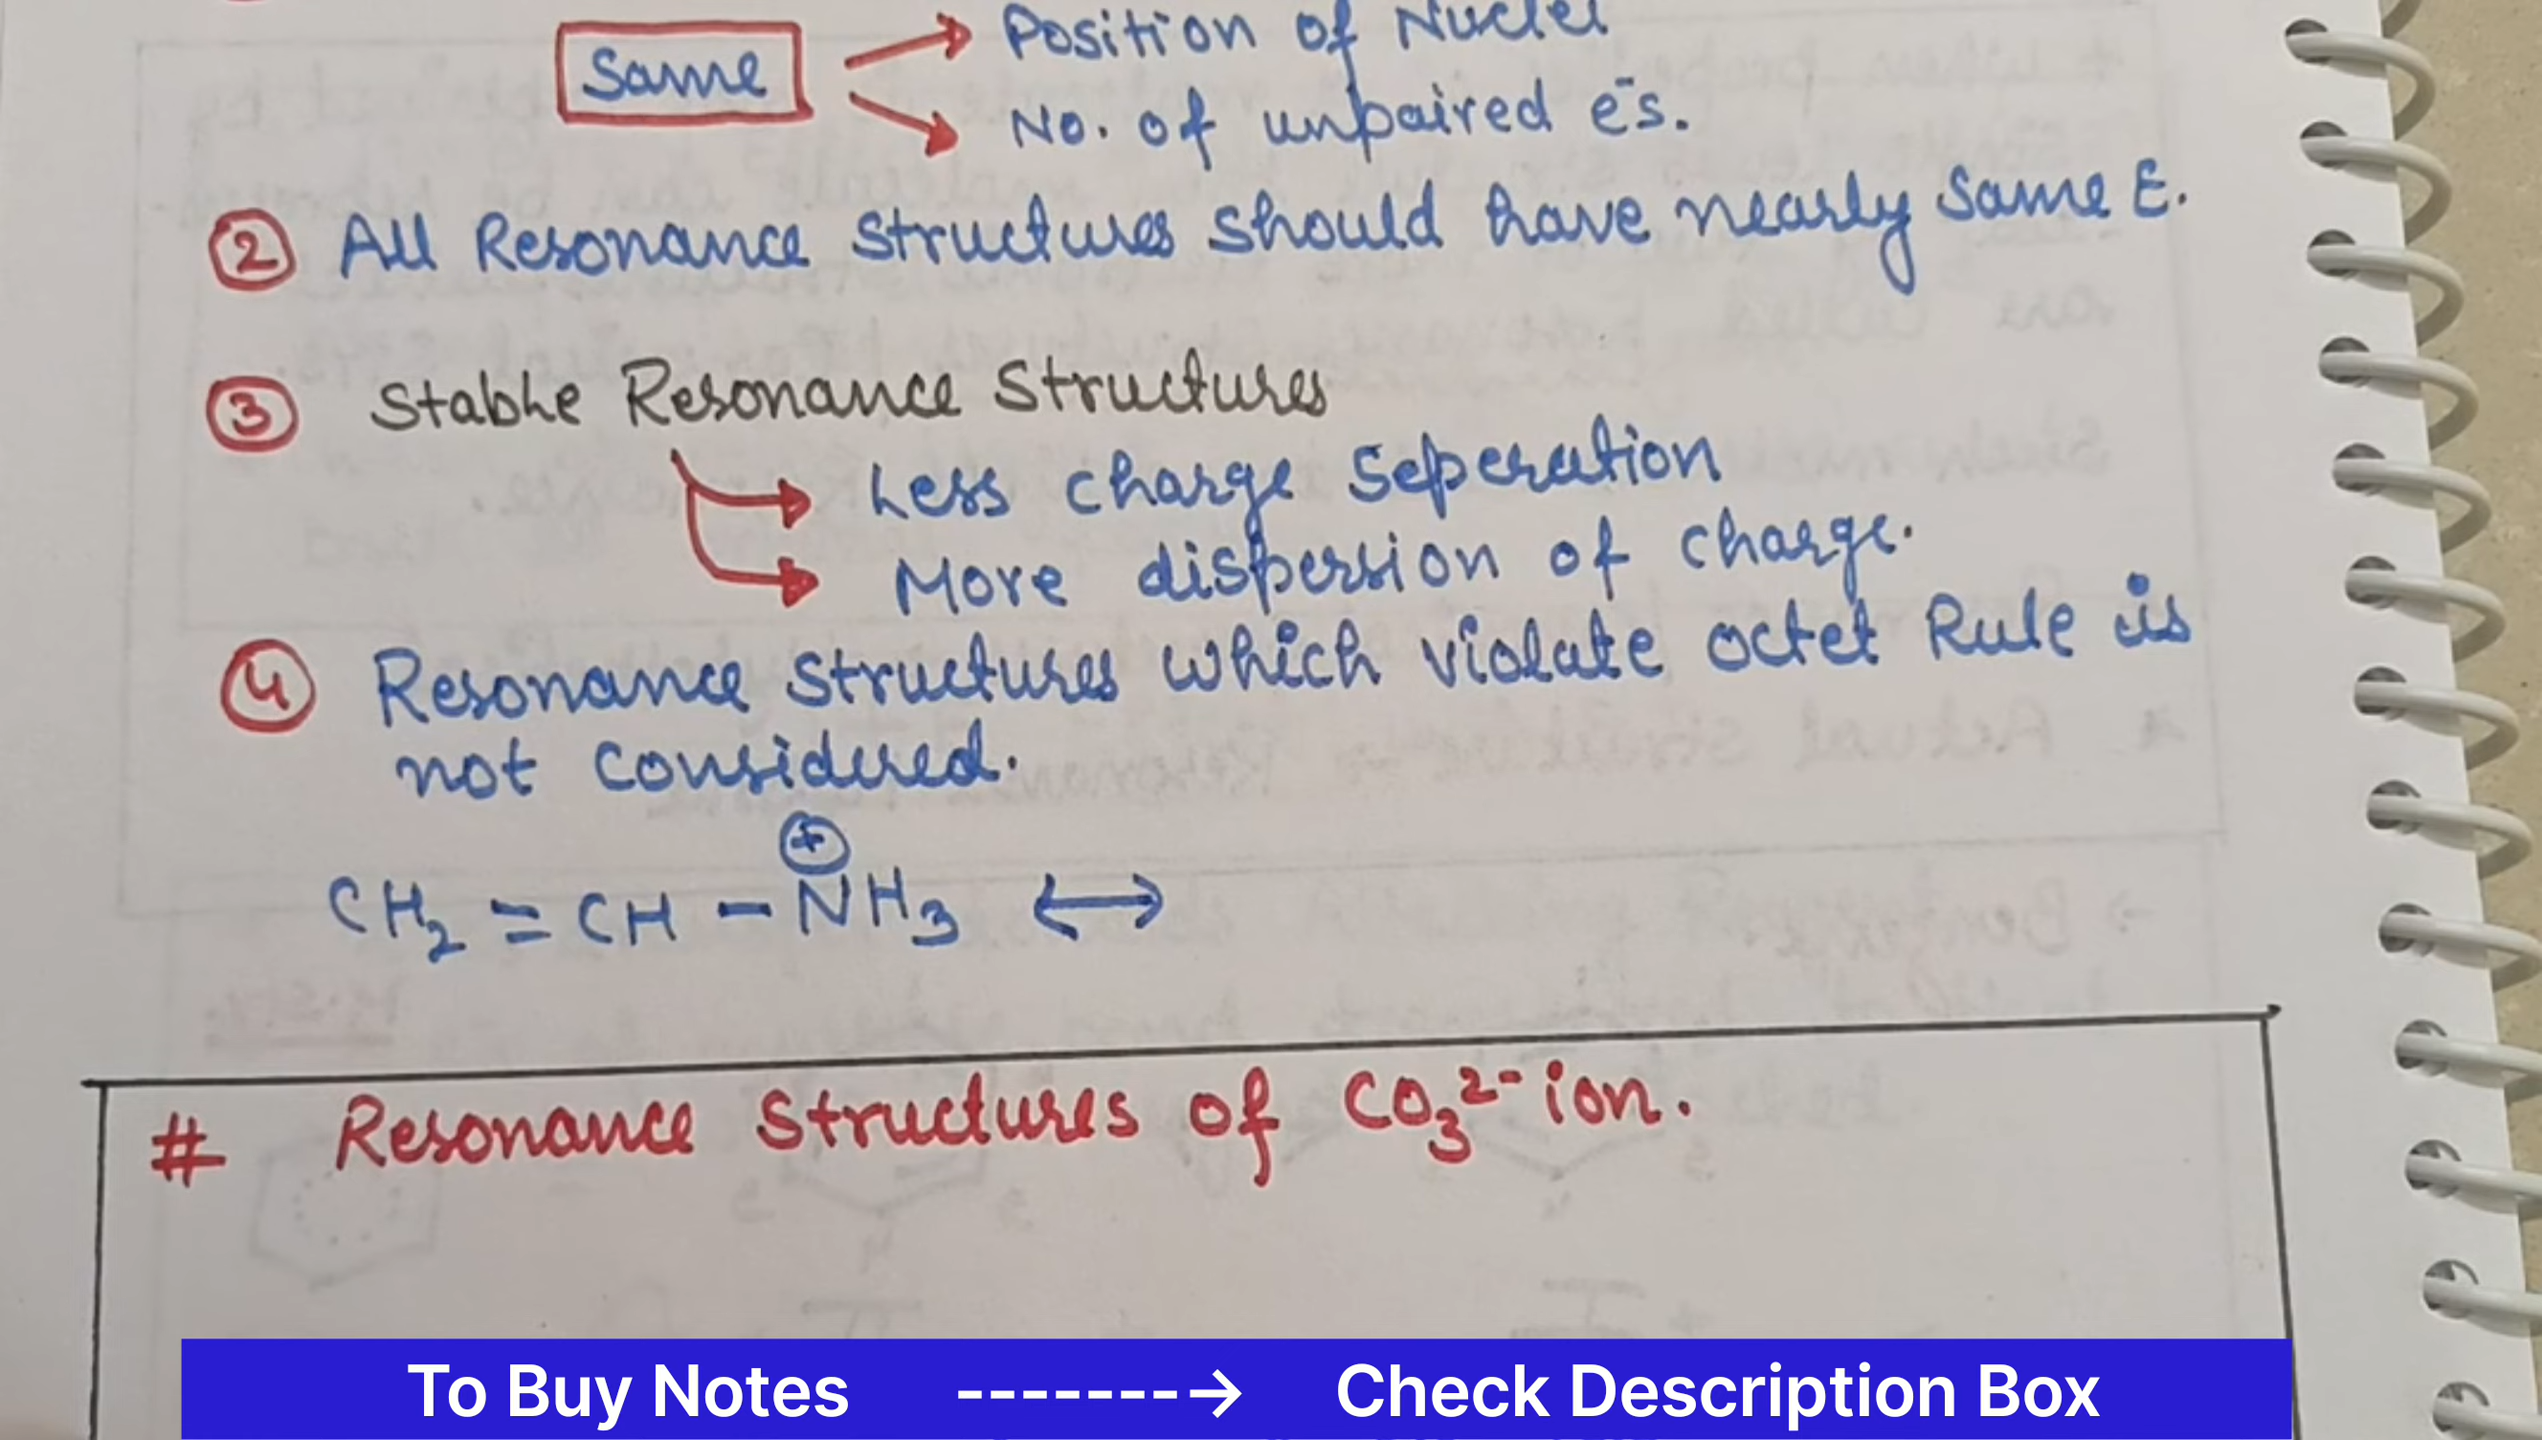 Same → Position of Nuclei
→ No. of unpaired e⁻s.
② All Resonance Structures should have nearly same E.
③ Stable Resonance Structures
→ Less charge Seperation
→ More dispersion of charge.
④ Resonance Structures which violate octet Rule is
not considered.
CH₂ = CH - N⊕H₃ ↔
# Resonance Structures of CO₃²⁻ ion.
To Buy Notes -------→ Check Description Box